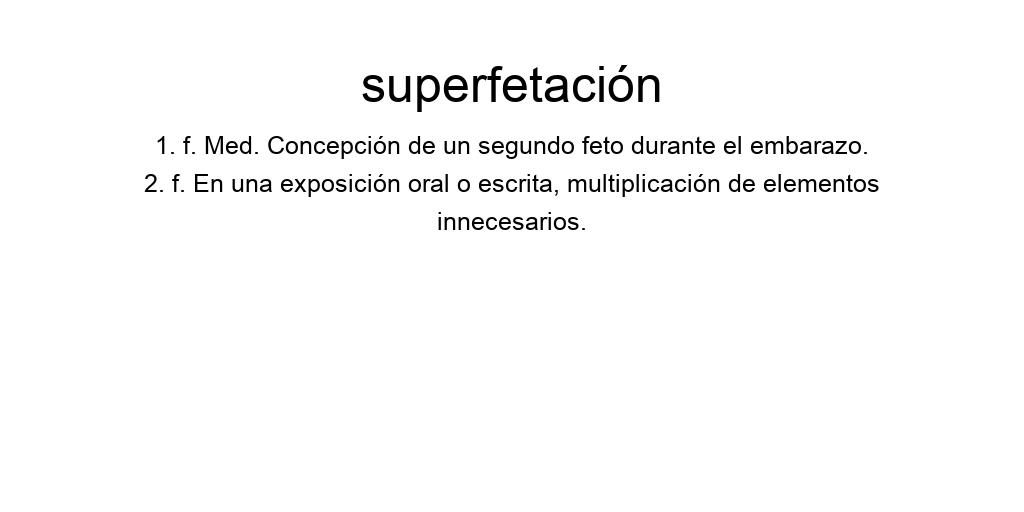 superfetación
1. f. Med. Concepción de un segundo feto durante el embarazo.
2. f. En una exposición oral o escrita, multiplicación de elementos
innecesarios.